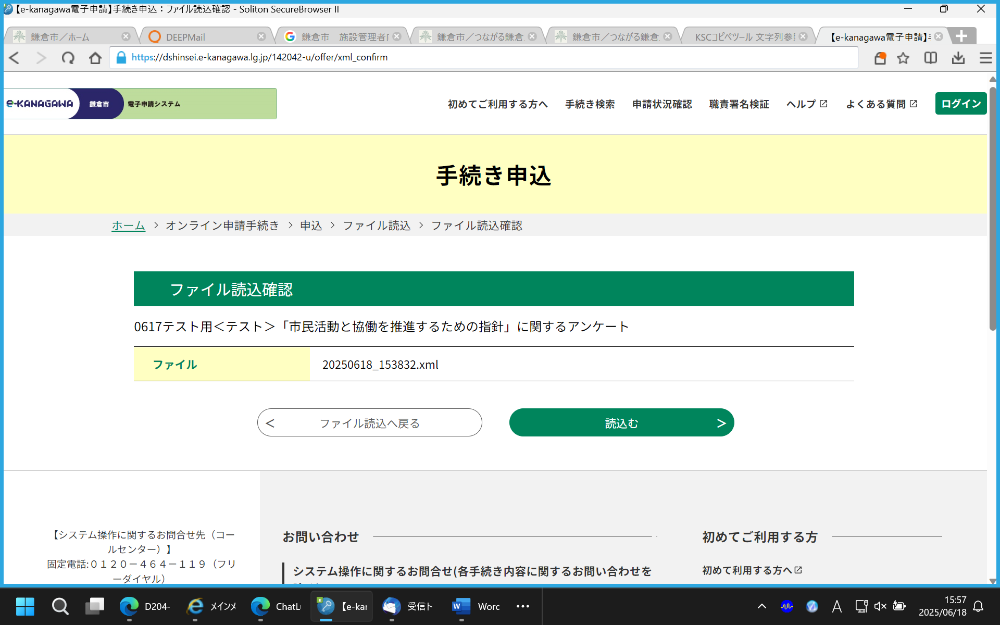 【e-kanagawa電子申請】手続き申込：ファイル読込確認 - Soliton SecureBrowser II
鎌倉市／ホーム
DEEPMail
鎌倉市　施設管理者
鎌倉市／つながる鎌倉
鎌倉市／つながる鎌倉
KSCコピペツール 文字列参
【e-kanagawa電子申請】
https://dshinsei.e-kanagawa.lg.jp/142042-u/offer/xml_confirm
e-KANAGAWA 鎌倉市 電子申請システム
初めてご利用する方へ 手続き検索 申請状況確認 職責署名検証 ヘルプ よくある質問 ログイン
手続き申込
ホーム > オンライン申請手続き > 申込 > ファイル読込 > ファイル読込確認
ファイル読込確認
0617テスト用＜テスト＞「市民活動と協働を推進するための指針」に関するアンケート
ファイル 20250618_153832.xml
< ファイル読込へ戻る
読込む >
【システム操作に関するお問合せ先（コー
ルセンター）】
固定電話:０１２０－４６４－１１９（フリ
ーダイヤル）
お問い合わせ
システム操作に関するお問合せ(各手続き内容に関するお問い合わせを
初めてご利用する方
初めて利用する方へ
D204-
メインメ
ChatL
【e-kar
受信ト
Worc
A
15:57
2025/06/18